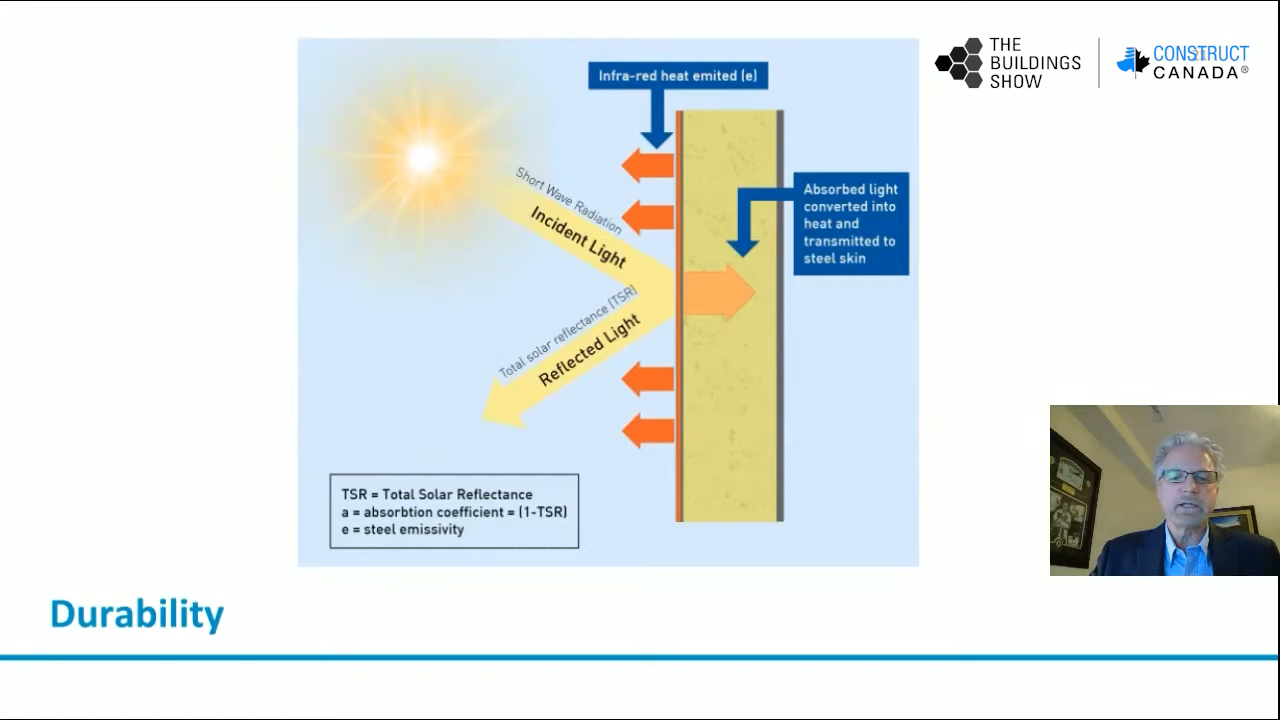 THE
BUILDINGS
SHOW
CONSTRUCT
CANADA®
Infra-red heat emited (e)
Short Wave Radiation
Incident Light
Absorbed light
converted into
heat and
transmitted to
steel skin
Total solar reflectance (TSR)
Reflected Light
TSR = Total Solar Reflectance
a = absorbtion coefficient = (1-TSR)
e = steel emissivity
Durability